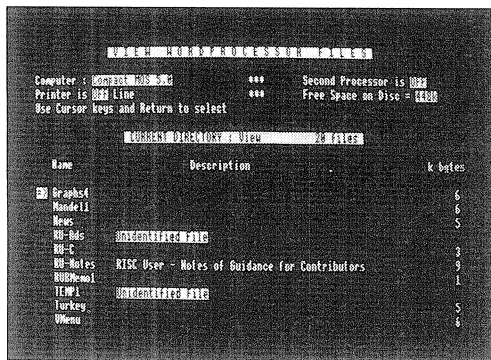 VIEW WORDPROCESSOR FILES
Computer : Compact MOS 5.0 *** Second Processor is OFF
Printer is OFF Line *** Free Space on Disc = 440k
Use Cursor keys and Return to select
CURRENT DIRECTORY : View 20 files
Name Description k bytes
Graphs4 6
Mandel1 6
News 5
RU-Ads Unidentified File
RU-C 3
RU-Notes RISC User - Notes of Guidance for Contributors 9
RUBMemo1 1
TEMP1 Unidentified File
Turkey 5
VMenu 6